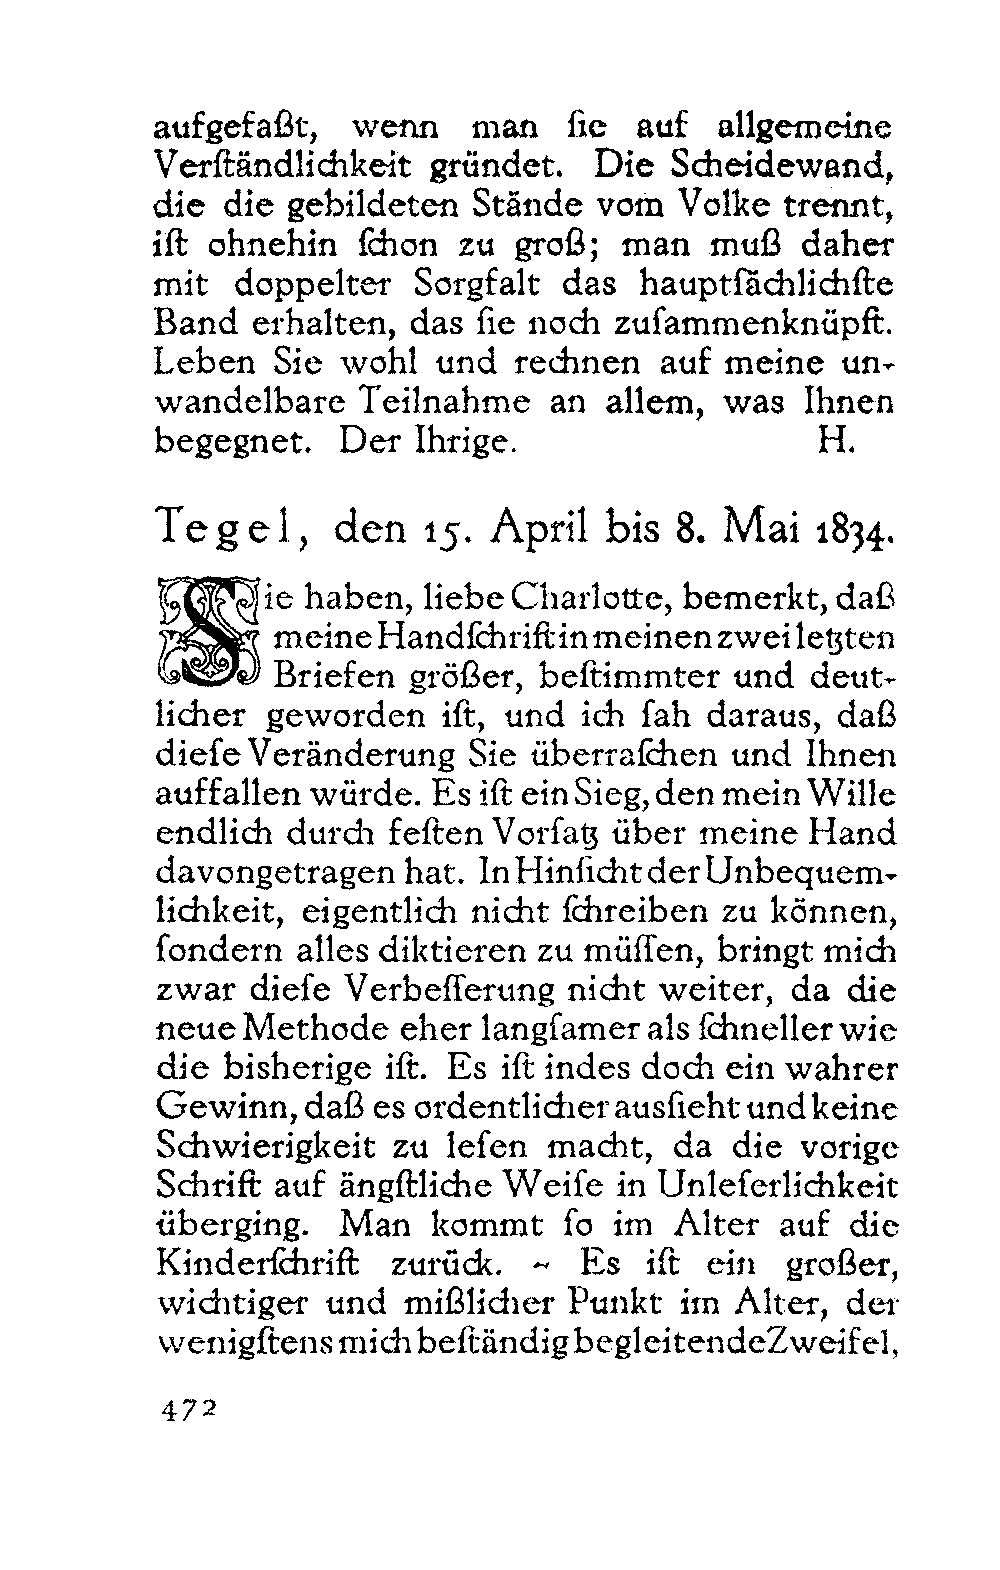 aufgefaßt, wenn man ſie auf allgemeine
Verſtändlichkeit gründet. Die Scheidewand,
die die gebildeten Stände vom Volke trennt,
iſt ohnehin ſchon zu groß; man muß daher
mit doppelter Sorgfalt das hauptſächlichſte
Band erhalten, das ſie noch zuſammenknüpft.
Leben Sie wohl und rechnen auf meine un-
wandelbare Teilnahme an allem, was Ihnen
begegnet. Der Ihrige. H.
Tegel, den 15. April bis 8. Mai 1834.
Sie haben, liebe Charlotte, bemerkt, daß
meine Handſchrift in meinen zwei letzten
Briefen größer, beſtimmter und deut-
licher geworden iſt, und ich ſah daraus, daß
dieſe Veränderung Sie überraſchen und Ihnen
auffallen würde. Es iſt ein Sieg, den mein Wille
endlich durch feſten Vorſatz über meine Hand
davongetragen hat. In Hinſicht der Unbequem-
lichkeit, eigentlich nicht ſchreiben zu können,
ſondern alles diktieren zu müſſen, bringt mich
zwar dieſe Verbeſſerung nicht weiter, da die
neue Methode eher langſamer als ſchneller wie
die bisherige iſt. Es iſt indes doch ein wahrer
Gewinn, daß es ordentlicher ausſieht und keine
Schwierigkeit zu leſen macht, da die vorige
Schrift auf ängſtliche Weiſe in Unleſerlichkeit
überging. Man kommt ſo im Alter auf die
Kinderſchrift zurück. ~ Es iſt ein großer,
wichtiger und mißlicher Punkt im Alter, der
wenigſtens mich beſtändig begleitende Zweifel,
472